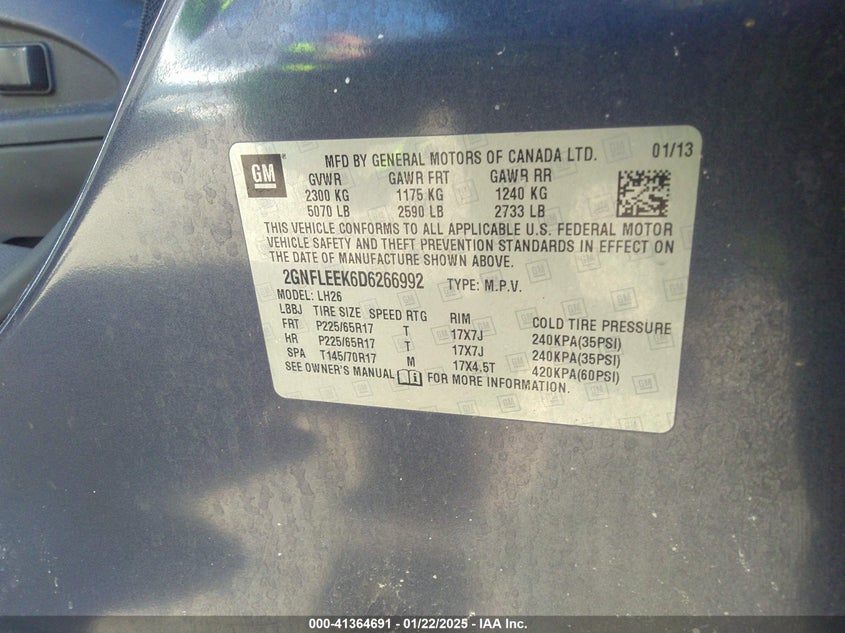 GM
MFD BY GENERAL MOTORS OF CANADA LTD. 01/13
GVWR GAWR FRT GAWR RR
2300 KG 1175 KG 1240 KG
5070 LB 2590 LB 2733 LB
THIS VEHICLE CONFORMS TO ALL APPLICABLE U.S. FEDERAL MOTOR
VEHICLE SAFETY AND THEFT PREVENTION STANDARDS IN EFFECT ON
THE DATE OF MANUFACTURE SHOWN ABOVE.
2GNFLEEK6D6266992 TYPE: M.P.V.
MODEL: LH26
LBBJ TIRE SIZE SPEED RTG RIM COLD TIRE PRESSURE
FRT P225/65R17 T 17X7J 240KPA(35PSI)
RR P225/65R17 T 17X7J 240KPA(35PSI)
SPA T145/70R17 M 17X4.5T 420KPA(60PSI)
SEE OWNER'S MANUAL FOR MORE INFORMATION.
000-41364691 - 01/22/2025 - IAA Inc.